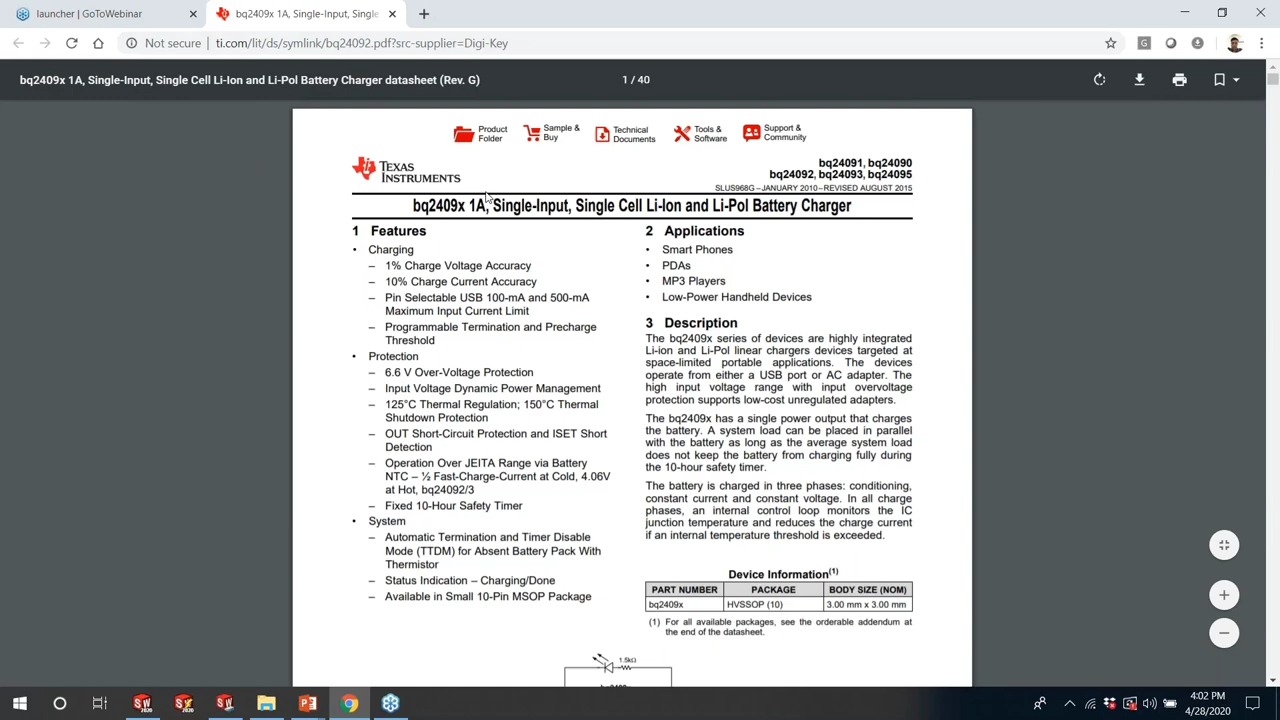 launcher | GoToWebinar
bq2409x 1A, Single-Input, Single
Not secure | ti.com/lit/ds/symlink/bq24092.pdf?src-supplier=Digi-Key
bq2409x 1A, Single-Input, Single Cell Li-Ion and Li-Pol Battery Charger datasheet (Rev. G)
1 / 40
Product Folder
Sample & Buy
Technical Documents
Tools & Software
Support & Community
TEXAS INSTRUMENTS
bq24091, bq24090
bq24092, bq24093, bq24095
SLUS968G – JANUARY 2010 – REVISED AUGUST 2015
bq2409x 1A, Single-Input, Single Cell Li-Ion and Li-Pol Battery Charger
1 Features
• Charging
– 1% Charge Voltage Accuracy
– 10% Charge Current Accuracy
– Pin Selectable USB 100-mA and 500-mA
Maximum Input Current Limit
– Programmable Termination and Precharge
Threshold
• Protection
– 6.6 V Over-Voltage Protection
– Input Voltage Dynamic Power Management
– 125°C Thermal Regulation; 150°C Thermal
Shutdown Protection
– OUT Short-Circuit Protection and ISET Short
Detection
– Operation Over JEITA Range via Battery
NTC – ½ Fast-Charge-Current at Cold, 4.06V
at Hot, bq24092/3
– Fixed 10-Hour Safety Timer
• System
– Automatic Termination and Timer Disable
Mode (TTDM) for Absent Battery Pack With
Thermistor
– Status Indication – Charging/Done
– Available in Small 10-Pin MSOP Package
2 Applications
• Smart Phones
• PDAs
• MP3 Players
• Low-Power Handheld Devices
3 Description
The bq2409x series of devices are highly integrated
Li-ion and Li-Pol linear chargers devices targeted at
space-limited portable applications. The devices
operate from either a USB port or AC adapter. The
high input voltage range with input overvoltage
protection supports low-cost unregulated adapters.
The bq2409x has a single power output that charges
the battery. A system load can be placed in parallel
with the battery as long as the average system load
does not keep the battery from charging fully during
the 10-hour safety timer.
The battery is charged in three phases: conditioning,
constant current and constant voltage. In all charge
phases, an internal control loop monitors the IC
junction temperature and reduces the charge current
if an internal temperature threshold is exceeded.
Device Information(1)
PART NUMBER PACKAGE BODY SIZE (NOM)
bq2409x HVSSOP (10) 3.00 mm x 3.00 mm
(1) For all available packages, see the orderable addendum at
the end of the datasheet.
1.5kΩ
4:02 PM
4/28/2020